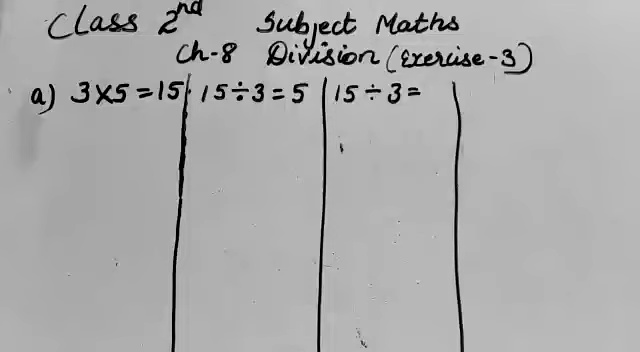 Class 2nd Subject Maths
Ch-8 Division (Exercise-3)
a) 3×5=15 15÷3=5 15÷3=